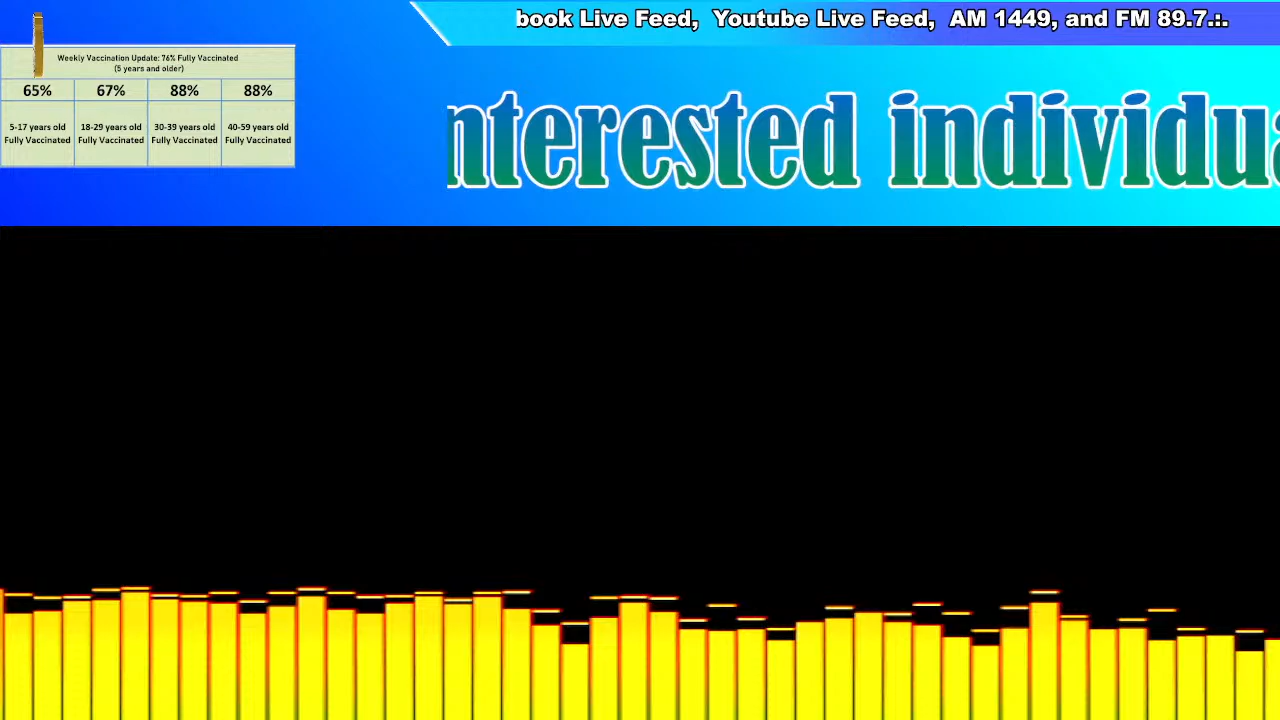 book Live Feed,  Youtube Live Feed,  AM 1449, and FM 89.7.:.
Weekly Vaccination Update: 76% Fully Vaccinated
(5 years and older)
65% 67% 88% 88%
5-17 years old 18-29 years old 30-39 years old 40-59 years old
Fully Vaccinated Fully Vaccinated Fully Vaccinated Fully Vaccinated
nterested individua